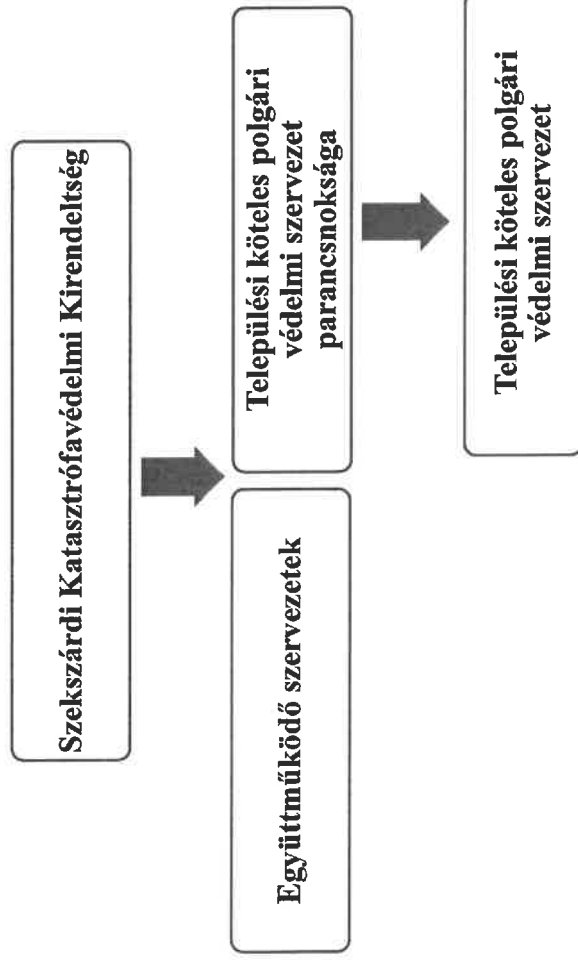 Szekszárdi Katasztrófavédelmi Kirendeltség
Együttműködő szervezetek
Települési köteles polgári
védelmi szervezet
parancsnoksága
Települési köteles polgári
védelmi szervezet